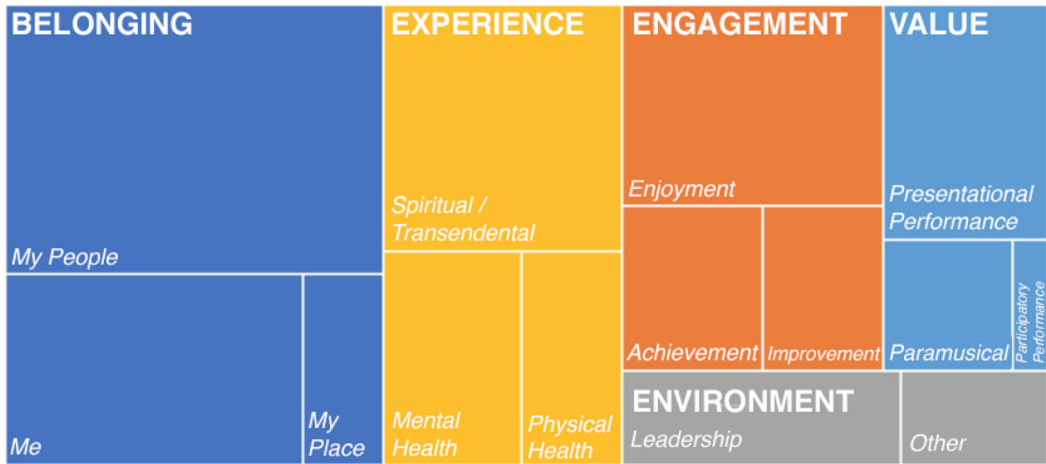 BELONGING
My People
Me
My
Place
EXPERIENCE
Spiritual /
Transendental
Mental
Health
Physical
Health
ENGAGEMENT
Enjoyment
Achievement
Improvement
VALUE
Presentational
Performance
Paramusical
Participatory
Performance
ENVIRONMENT
Leadership
Other